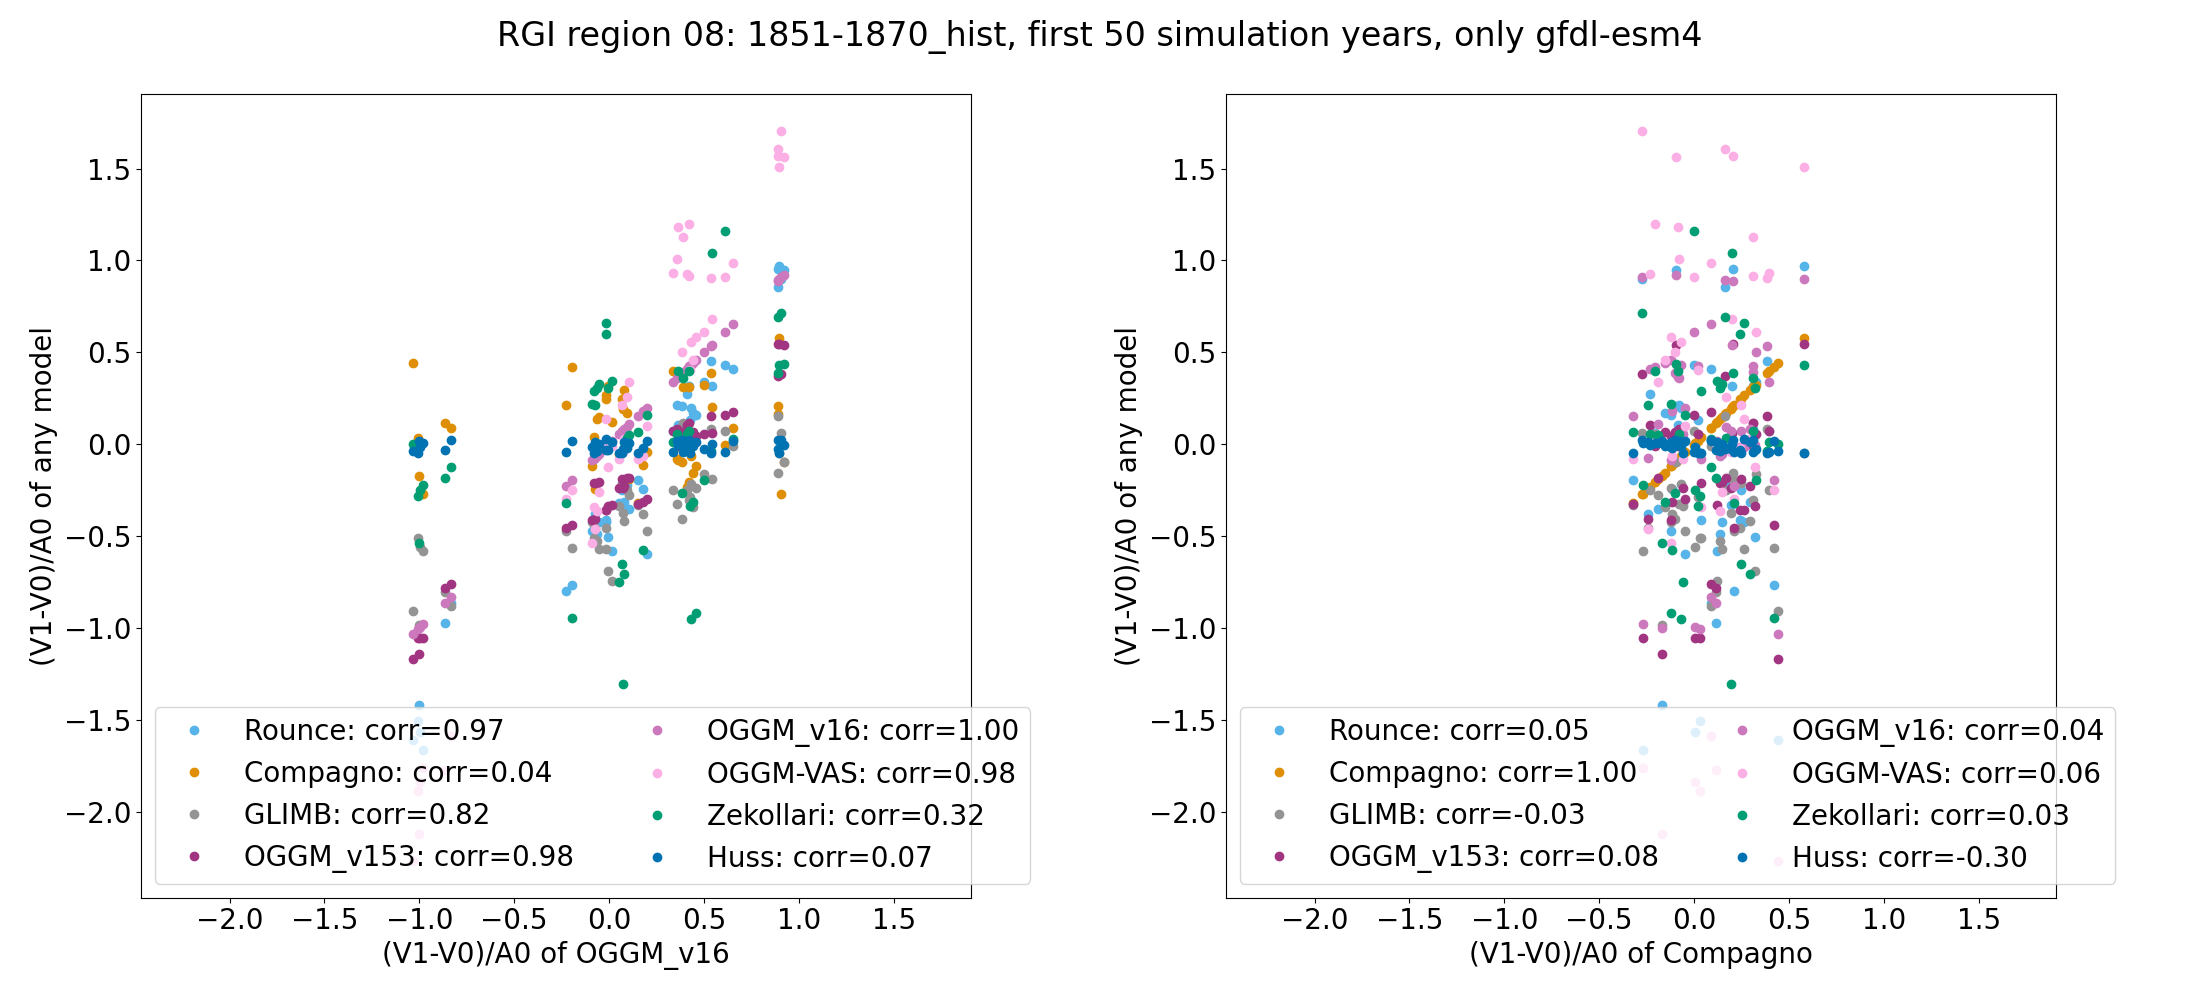 RGI region 08: 1851-1870_hist, first 50 simulation years, only gfdl-esm4
(V1-V0)/A0 of any model
1.5
1.0
0.5
0.0
−0.5
−1.0
−1.5
−2.0
Rounce: corr=0.97
Compagno: corr=0.04
GLIMB: corr=0.82
OGGM_v153: corr=0.98
OGGM_v16: corr=1.00
OGGM-VAS: corr=0.98
Zekollari: corr=0.32
Huss: corr=0.07
−2.0 −1.5 −1.0 −0.5 0.0 0.5 1.0 1.5
(V1-V0)/A0 of OGGM_v16
(V1-V0)/A0 of any model
1.5
1.0
0.5
0.0
−0.5
−1.0
−1.5
−2.0
Rounce: corr=0.05
Compagno: corr=1.00
GLIMB: corr=-0.03
OGGM_v153: corr=0.08
OGGM_v16: corr=0.04
OGGM-VAS: corr=0.06
Zekollari: corr=0.03
Huss: corr=-0.30
−2.0 −1.5 −1.0 −0.5 0.0 0.5 1.0 1.5
(V1-V0)/A0 of Compagno